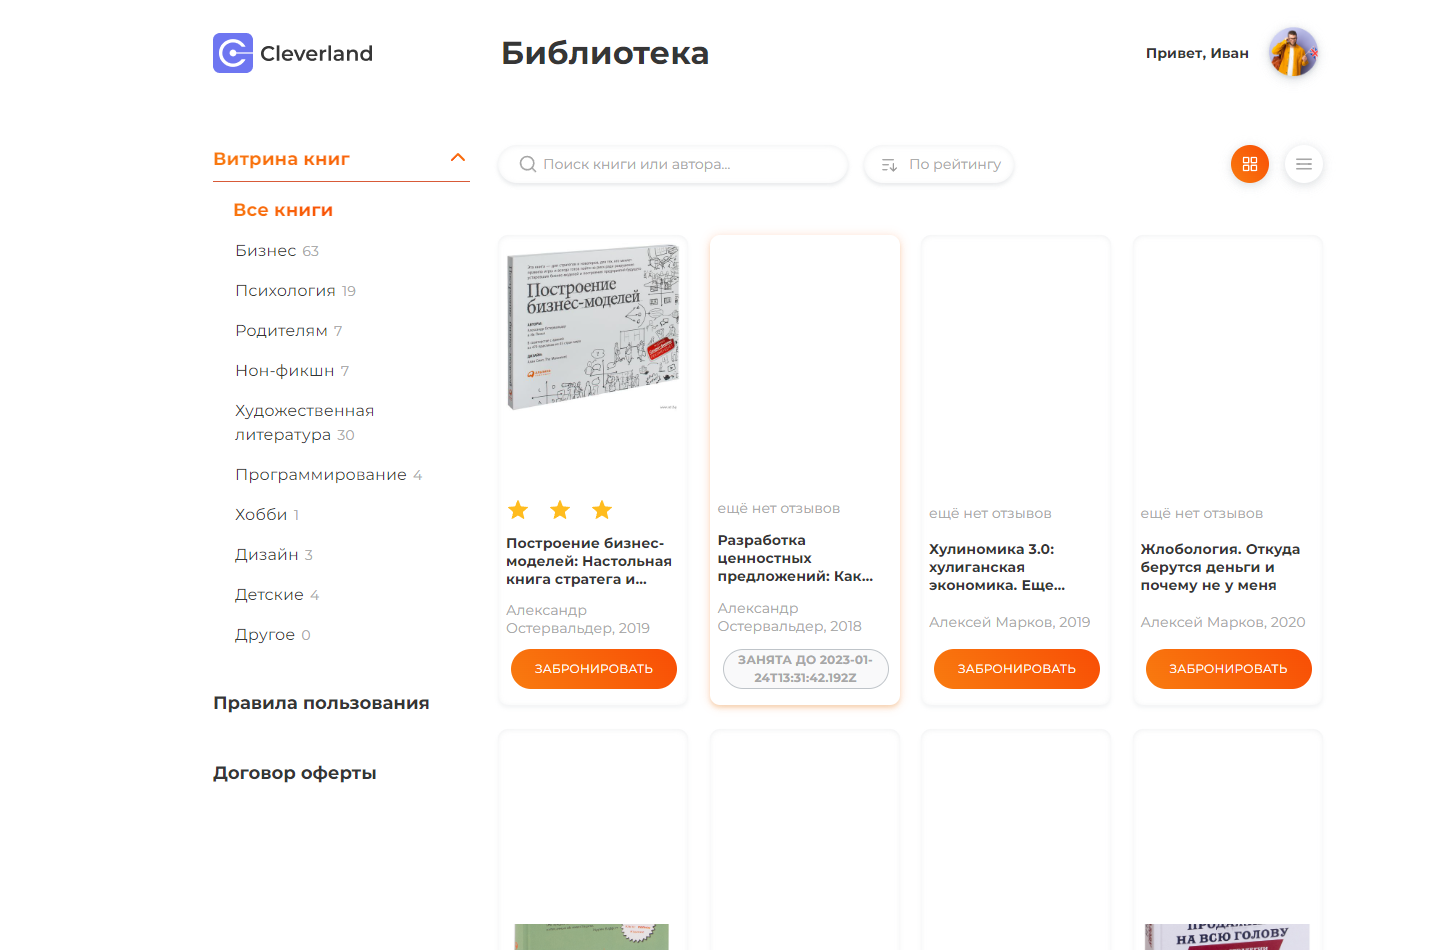 Cleverland
Библиотека
Привет, Иван
Витрина книг
Поиск книги или автора...
По рейтингу
Все книги
Бизнес 63
Психология 19
Родителям 7
Нон-фикшн 7
Художественная
литература 30
Программирование 4
Хобби 1
Дизайн 3
Детские 4
Другое 0
Правила пользования
Договор оферты
Построение
бизнес-моделей
Построение бизнес-
моделей: Настольная
книга стратега и...
Александр
Остервальдер, 2019
ЗАБРОНИРОВАТЬ
ещё нет отзывов
Разработка
ценностных
предложений: Как...
Александр
Остервальдер, 2018
ЗАНЯТА ДО 2023-01-
24T13:31:42.192Z
ещё нет отзывов
Хулиномика 3.0:
хулиганская
экономика. Еще...
Алексей Марков, 2019
ЗАБРОНИРОВАТЬ
ещё нет отзывов
Жлобология. Откуда
берутся деньги и
почему не у меня
Алексей Марков, 2020
ЗАБРОНИРОВАТЬ
НА ВСЮ ГОЛОВУ